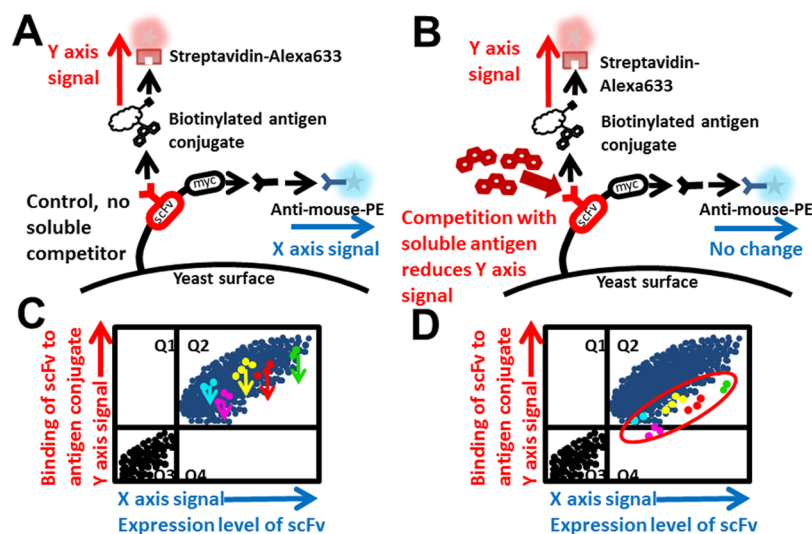 A
Y axis
signal
Streptavidin-Alexa633
Biotinylated antigen
conjugate
myc
scFv
Control, no
soluble
competitor
Anti-mouse-PE
X axis signal
Yeast surface
B
Y axis
signal
Streptavidin-
Alexa633
Biotinylated antigen
conjugate
myc
scFv
Competition with
soluble antigen
reduces Y axis
signal
Anti-mouse-PE
No change
Yeast surface
C
Binding of scFv to
antigen conjugate
Y axis signal
Q1
Q2
Q3
Q4
X axis signal
Expression level of scFv
D
Binding of scFv to
antigen conjugate
Y axis signal
Q1
Q2
Q3
Q4
X axis signal
Expression level of scFv